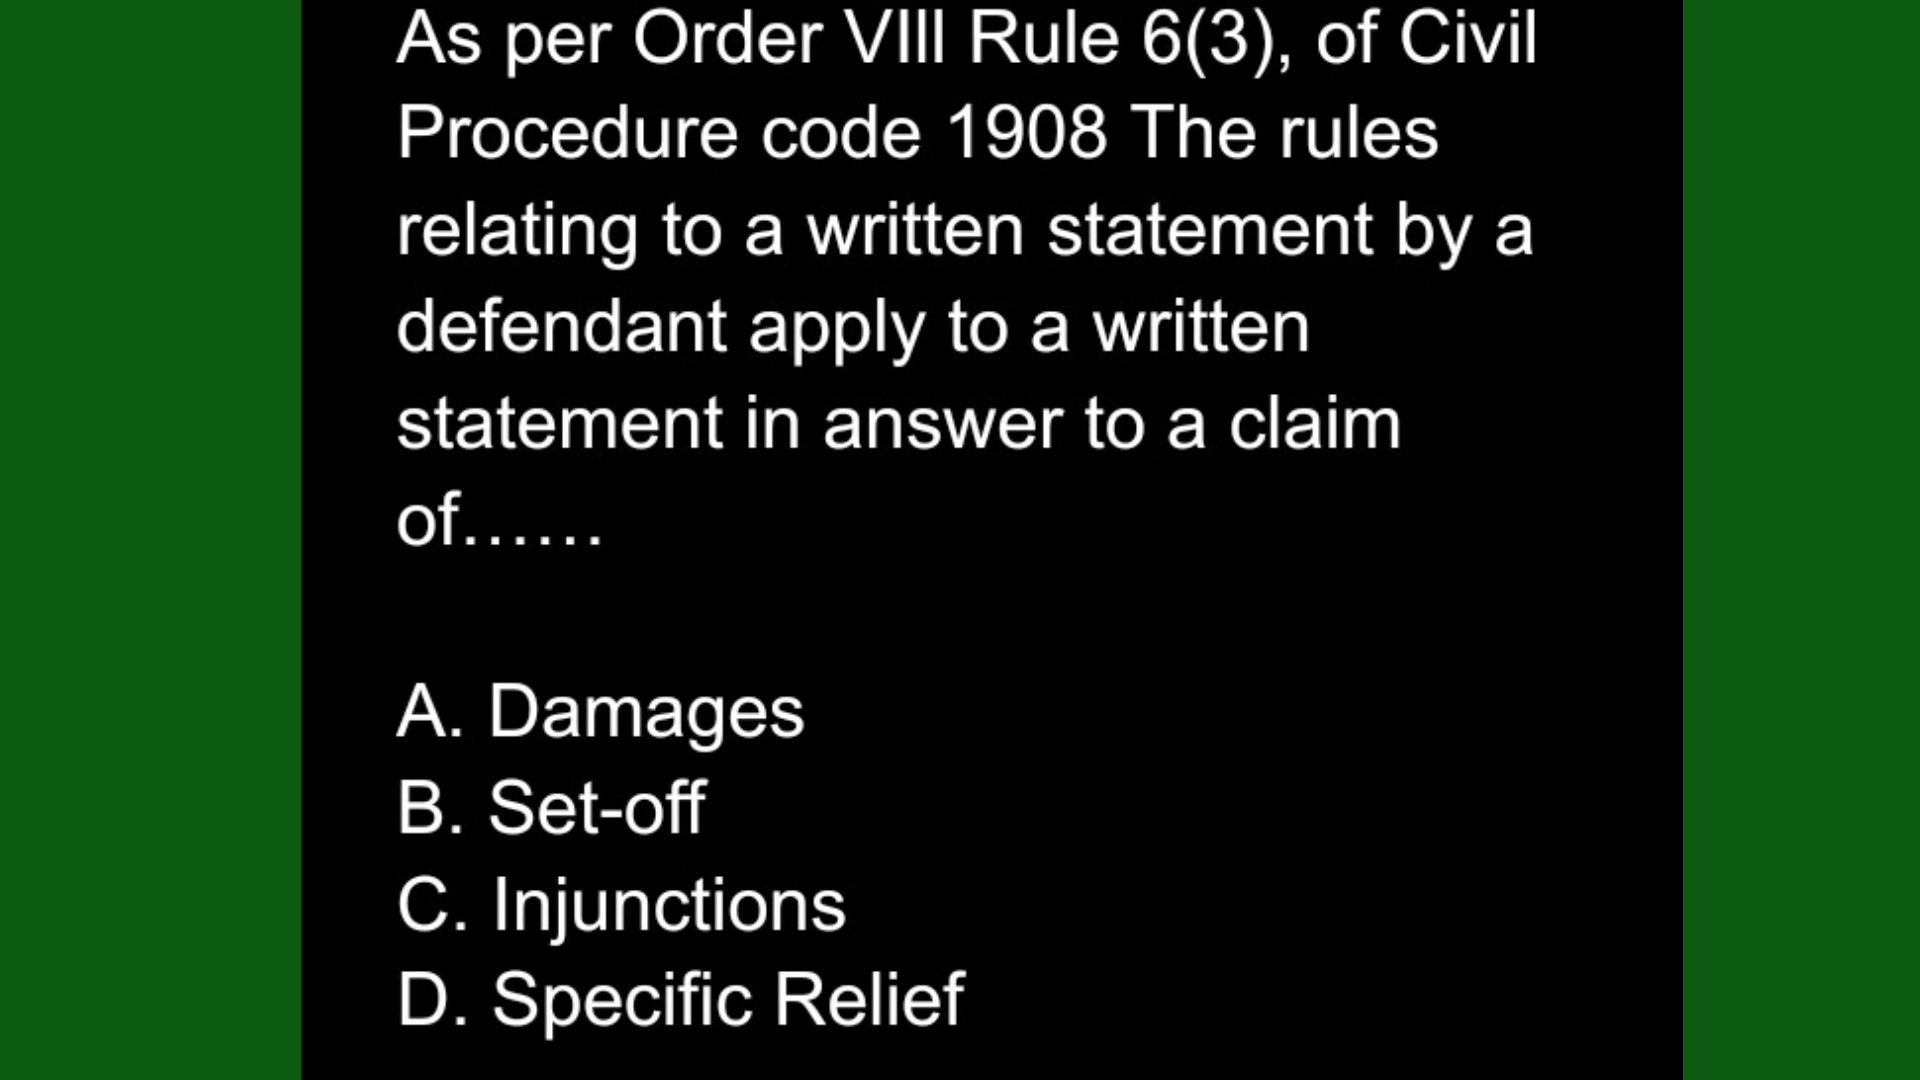 As per Order VIII Rule 6(3), of Civil
Procedure code 1908 The rules
relating to a written statement by a
defendant apply to a written
statement in answer to a claim
of......
A. Damages
B. Set-off
C. Injunctions
D. Specific Relief